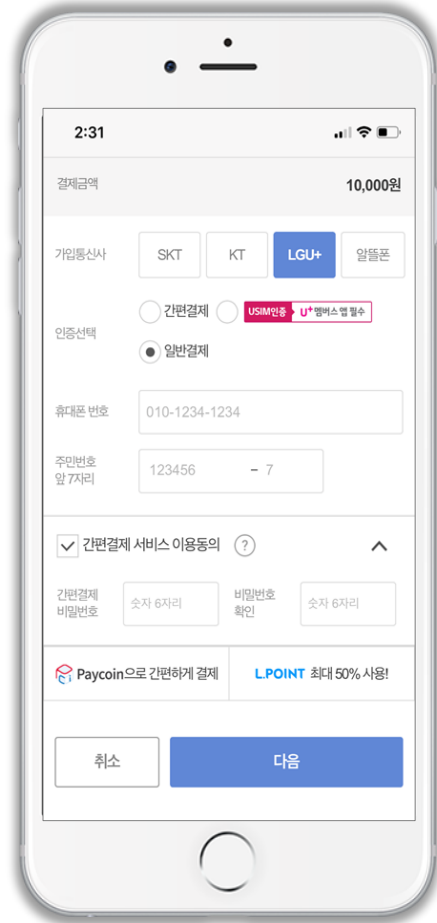 2:31
결제금액 10,000원
가입통신사 SKT KT LGU+ 알뜰폰
간편결제 USIM인증 U+멤버스 앱 필수
인증선택
일반결제
휴대폰 번호 010-1234-1234
주민번호
앞 7자리
123456 – 7
간편결제 서비스 이용동의 ?
간편결제
비밀번호
숫자 6자리
비밀번호
확인
숫자 6자리
Paycoin으로 간편하게 결제 L.POINT 최대 50% 사용!
취소 다음